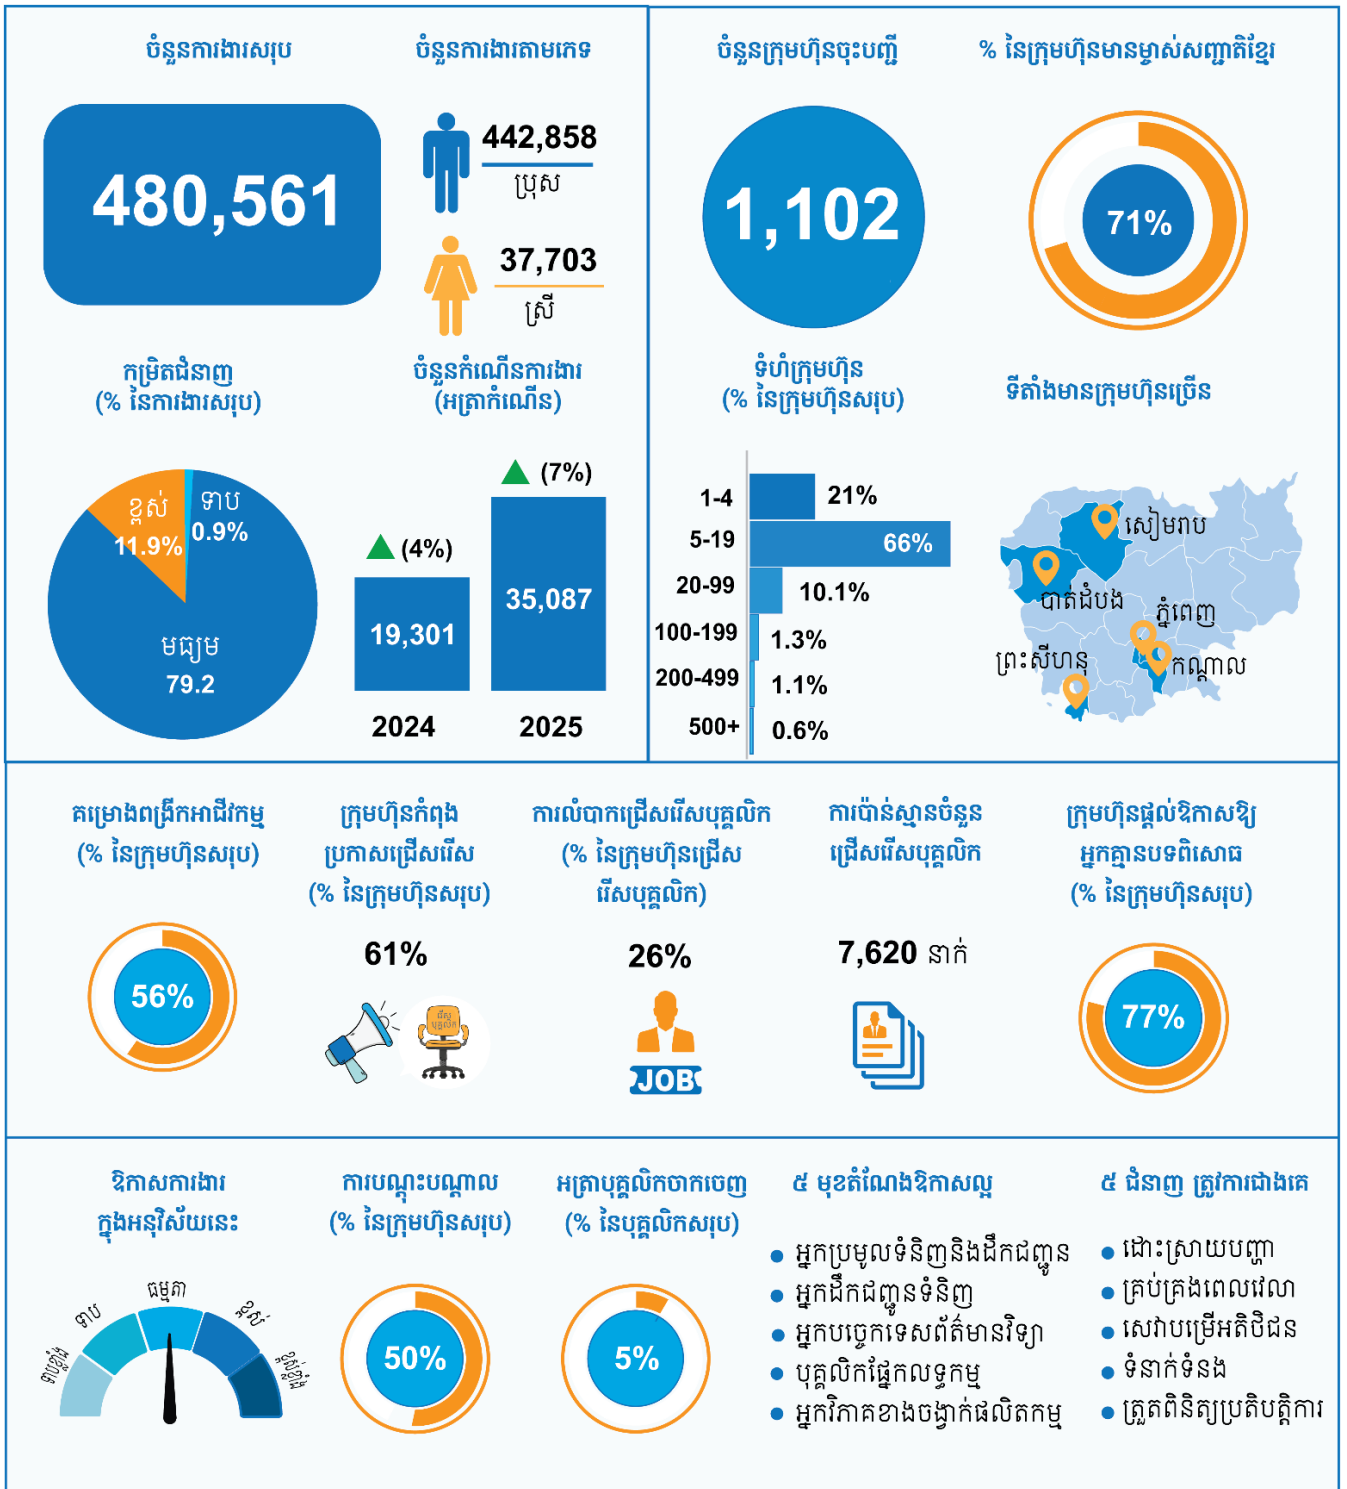 ចំនួនការងារសរុប
480,561
ចំនួនការងារតាមភេទ
442,858
ប្រុស
37,703
ស្រី
កម្រិតជំនាញ
(% នៃការងារសរុប)
ខ្ពស់
11.9%
ទាប
0.9%
មធ្យម
79.2
ចំនួនកំណើនការងារ
(អត្រាកំណើន)
(4%)
19,301
2024
(7%)
35,087
2025
ចំនួនក្រុមហ៊ុនចុះបញ្ជី
1,102
% នៃក្រុមហ៊ុនមានម្ចាស់សញ្ជាតិខ្មែរ
71%
ទំហំក្រុមហ៊ុន
(% នៃក្រុមហ៊ុនសរុប)
1-4 21%
5-19 66%
20-99 10.1%
100-199 1.3%
200-499 1.1%
500+ 0.6%
ទីតាំងមានក្រុមហ៊ុនច្រើន
សៀមរាប
បាត់ដំបង
ភ្នំពេញ
ព្រះសីហនុ
កណ្តាល
គម្រោងពង្រីកអាជីវកម្ម
(% នៃក្រុមហ៊ុនសរុប)
56%
ក្រុមហ៊ុនកំពុង
ប្រកាសជ្រើសរើស
(% នៃក្រុមហ៊ុនសរុប)
61%
រើស
បុគ្គលិក
ការលំបាកជ្រើសរើសបុគ្គលិក
(% នៃក្រុមហ៊ុនជ្រើស
រើសបុគ្គលិក)
26%
JOB
ការប៉ាន់ស្មានចំនួន
ជ្រើសរើសបុគ្គលិក
7,620 នាក់
ក្រុមហ៊ុនផ្តល់ឱកាសឱ្យ
អ្នកគ្មានបទពិសោធ
(% នៃក្រុមហ៊ុនសរុប)
77%
ឱកាសការងារ
ក្នុងអនុវិស័យនេះ
ទាបខ្លាំង
ទាប
ធម្មតា
ខ្ពស់
ខ្ពស់ខ្លាំង
ការបណ្តុះបណ្តាល
(% នៃក្រុមហ៊ុនសរុប)
50%
អត្រាបុគ្គលិកចាកចេញ
(% នៃបុគ្គលិកសរុប)
5%
៥ មុខតំណែងឱកាសល្អ
● អ្នកប្រមូលទំនិញនិងដឹកជញ្ជូន
● អ្នកដឹកជញ្ជូនទំនិញ
● អ្នកបច្ចេកទេសព័ត៌មានវិទ្យា
● បុគ្គលិកផ្នែកលទ្ធកម្ម
● អ្នកវិភាគខាងចង្វាក់ផលិតកម្ម
៥ ជំនាញ ត្រូវការជាងគេ
● ដោះស្រាយបញ្ហា
● គ្រប់គ្រងពេលវេលា
● សេវាបម្រើអតិថិជន
● ទំនាក់ទំនង
● ត្រួតពិនិត្យប្រតិបត្តិការ